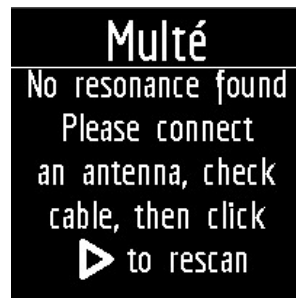 Multé
No resonance found
Please connect
an antenna, check
cable, then click
to rescan